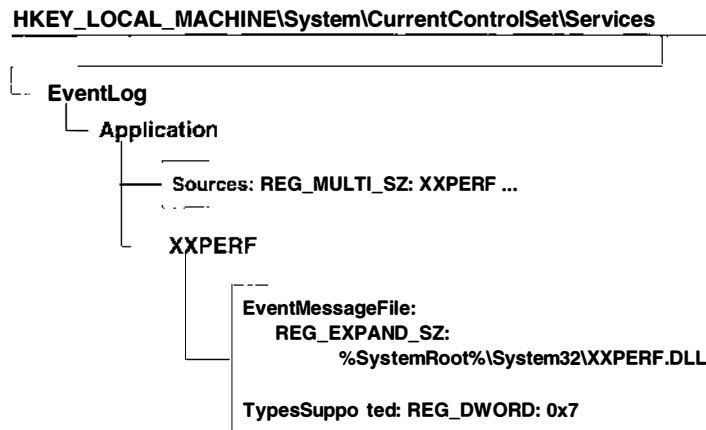 HKEY_LOCAL_MACHINE\System\CurrentControlSet\Services
EventLog
Application
Sources: REG_MULTI_SZ: XXPERF ...
XXPERF
EventMessageFile:
REG_EXPAND_SZ:
%SystemRoot%\System32\XXPERF.DLL
TypesSuppo ted: REG_DWORD: 0x7